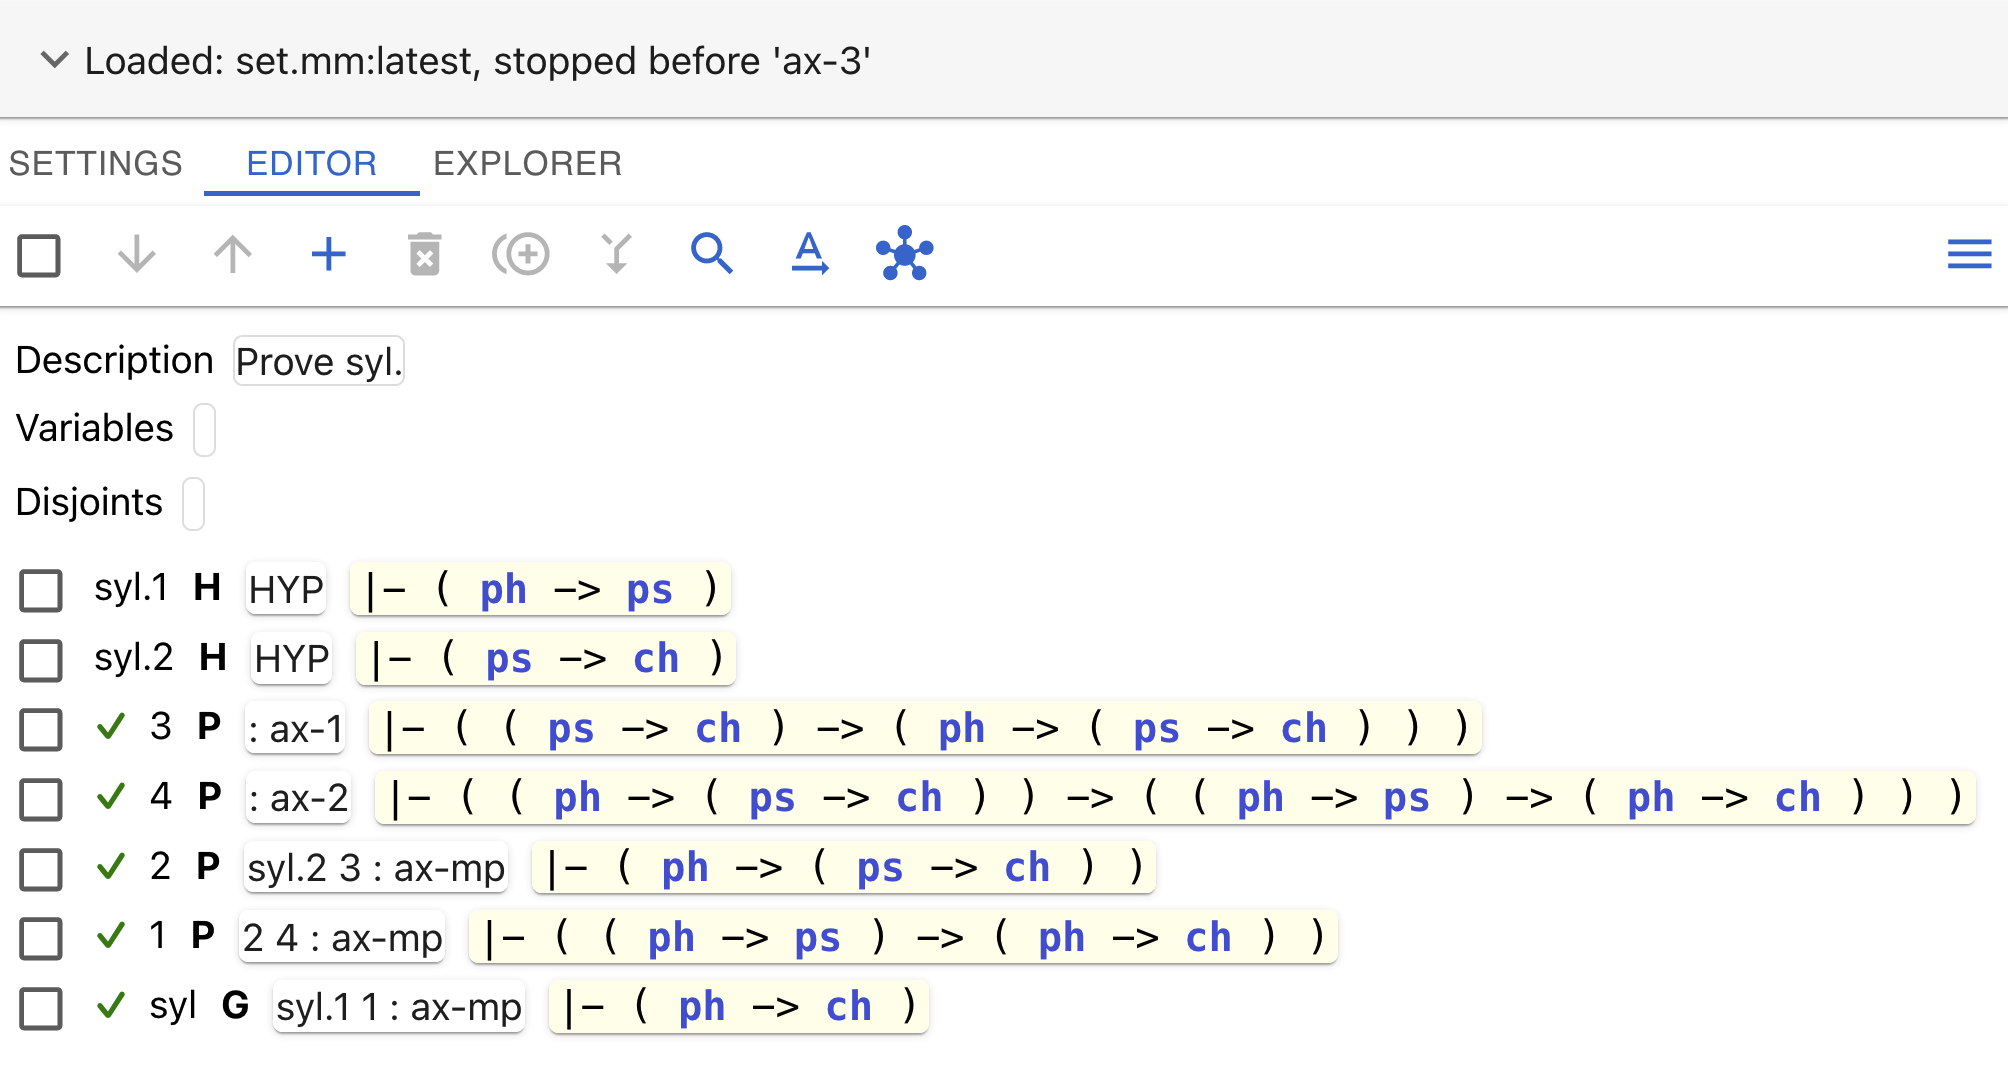 Loaded: set.mm:latest, stopped before 'ax-3'
SETTINGS EDITOR EXPLORER
Description Prove syl.
Variables
Disjoints
syl.1 H HYP |- ( ph -> ps )
syl.2 H HYP |- ( ps -> ch )
3 P : ax-1 |- ( ( ps -> ch ) -> ( ph -> ( ps -> ch ) ) )
4 P : ax-2 |- ( ( ph -> ( ps -> ch ) ) -> ( ( ph -> ps ) -> ( ph -> ch ) ) )
2 P syl.2 3 : ax-mp |- ( ph -> ( ps -> ch ) )
1 P 2 4 : ax-mp |- ( ( ph -> ps ) -> ( ph -> ch ) )
syl G syl.1 1 : ax-mp |- ( ph -> ch )